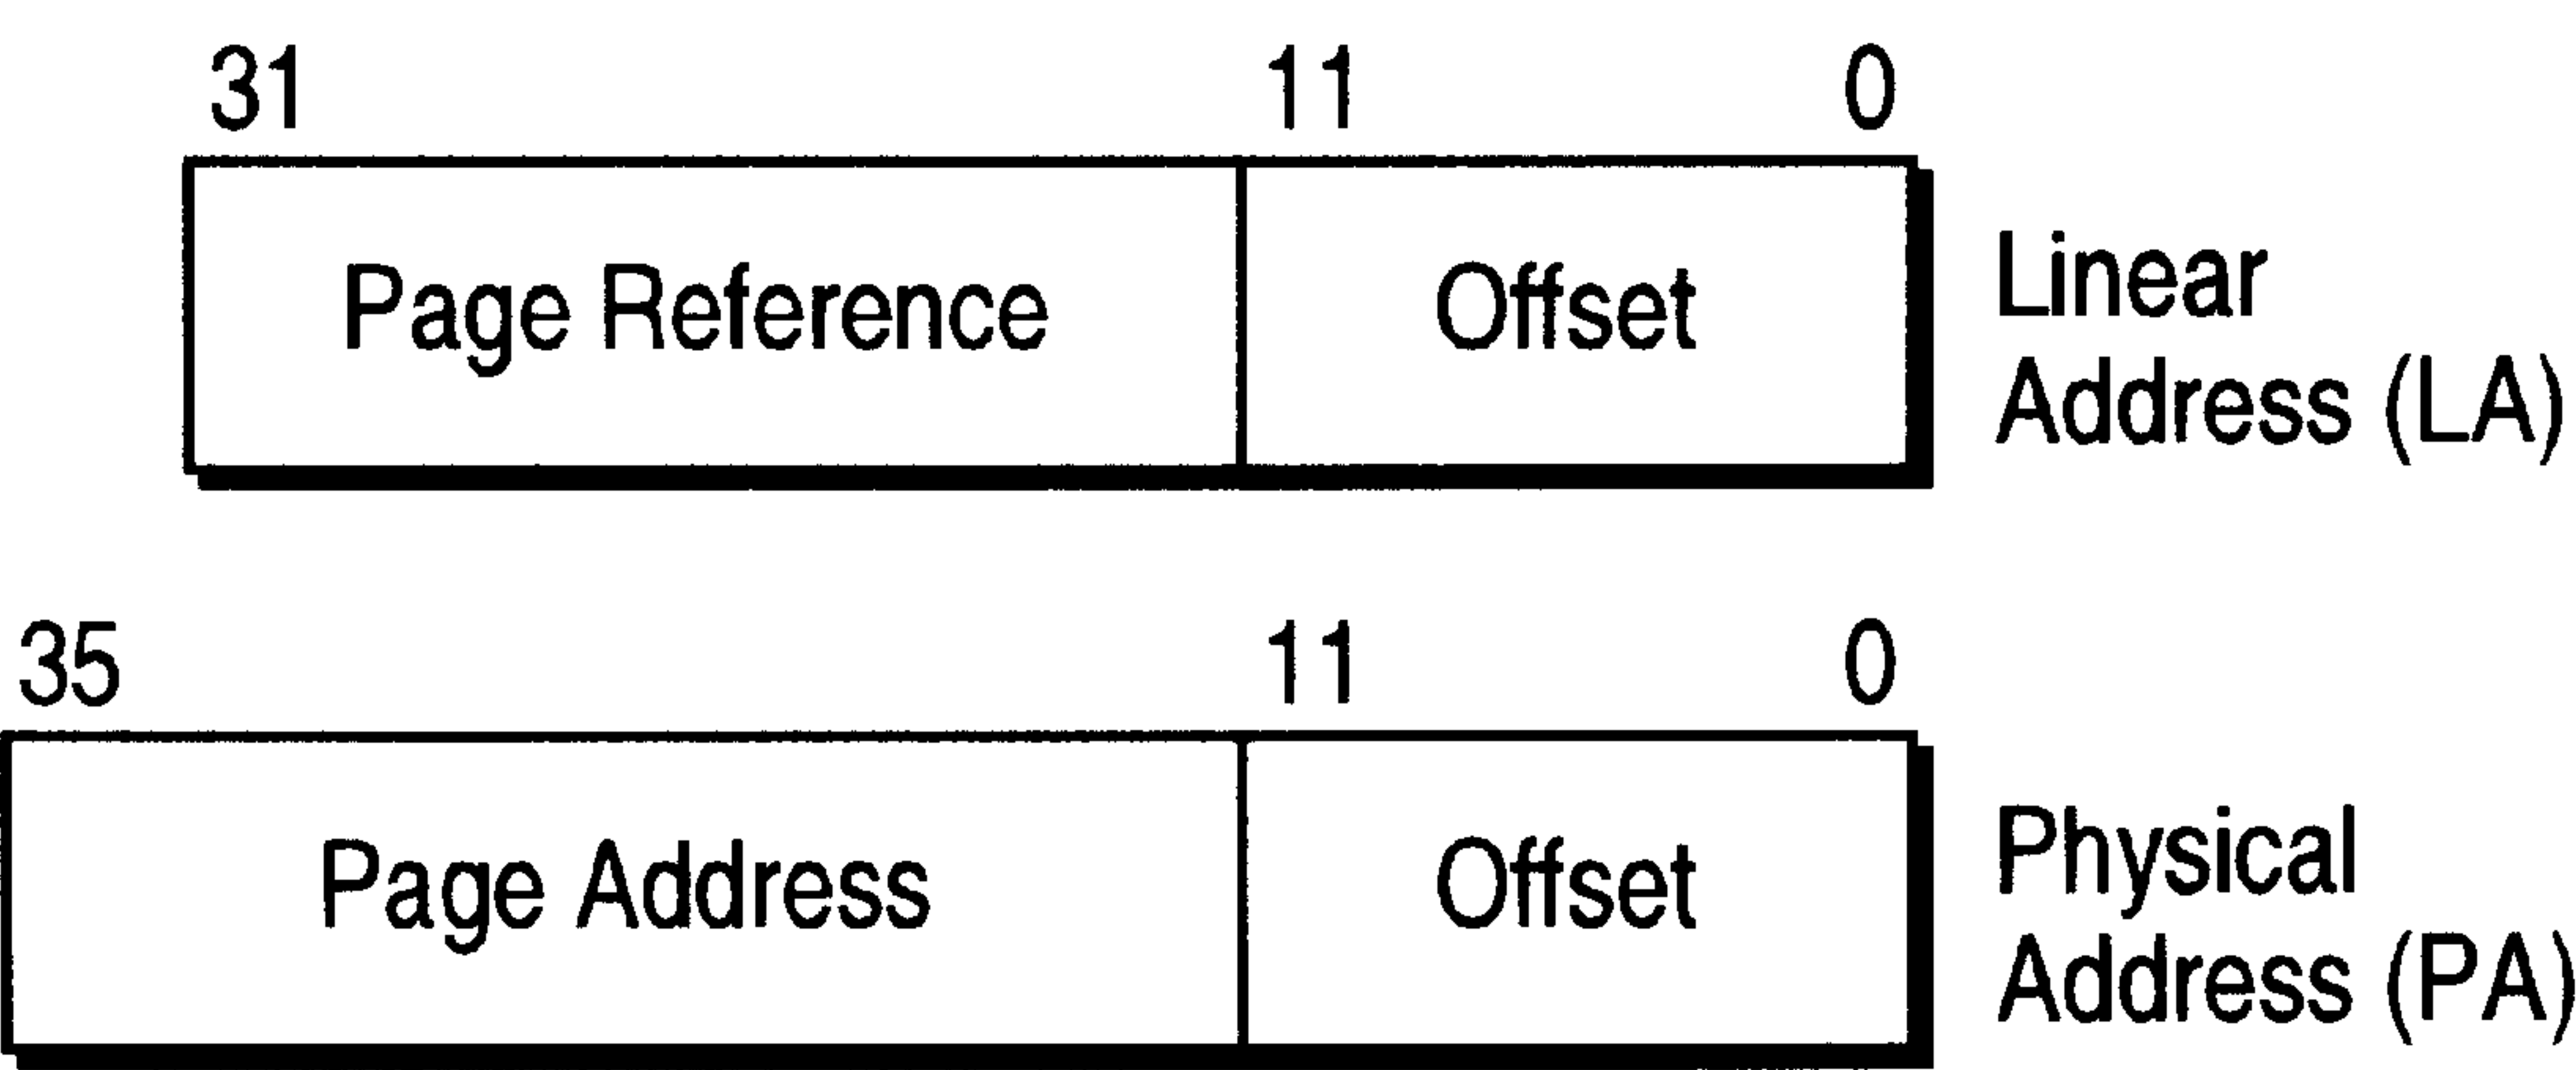 31 11 0
Page Reference Offset
Linear
Address (LA)
35 11 0
Page Address Offset
Physical
Address (PA)